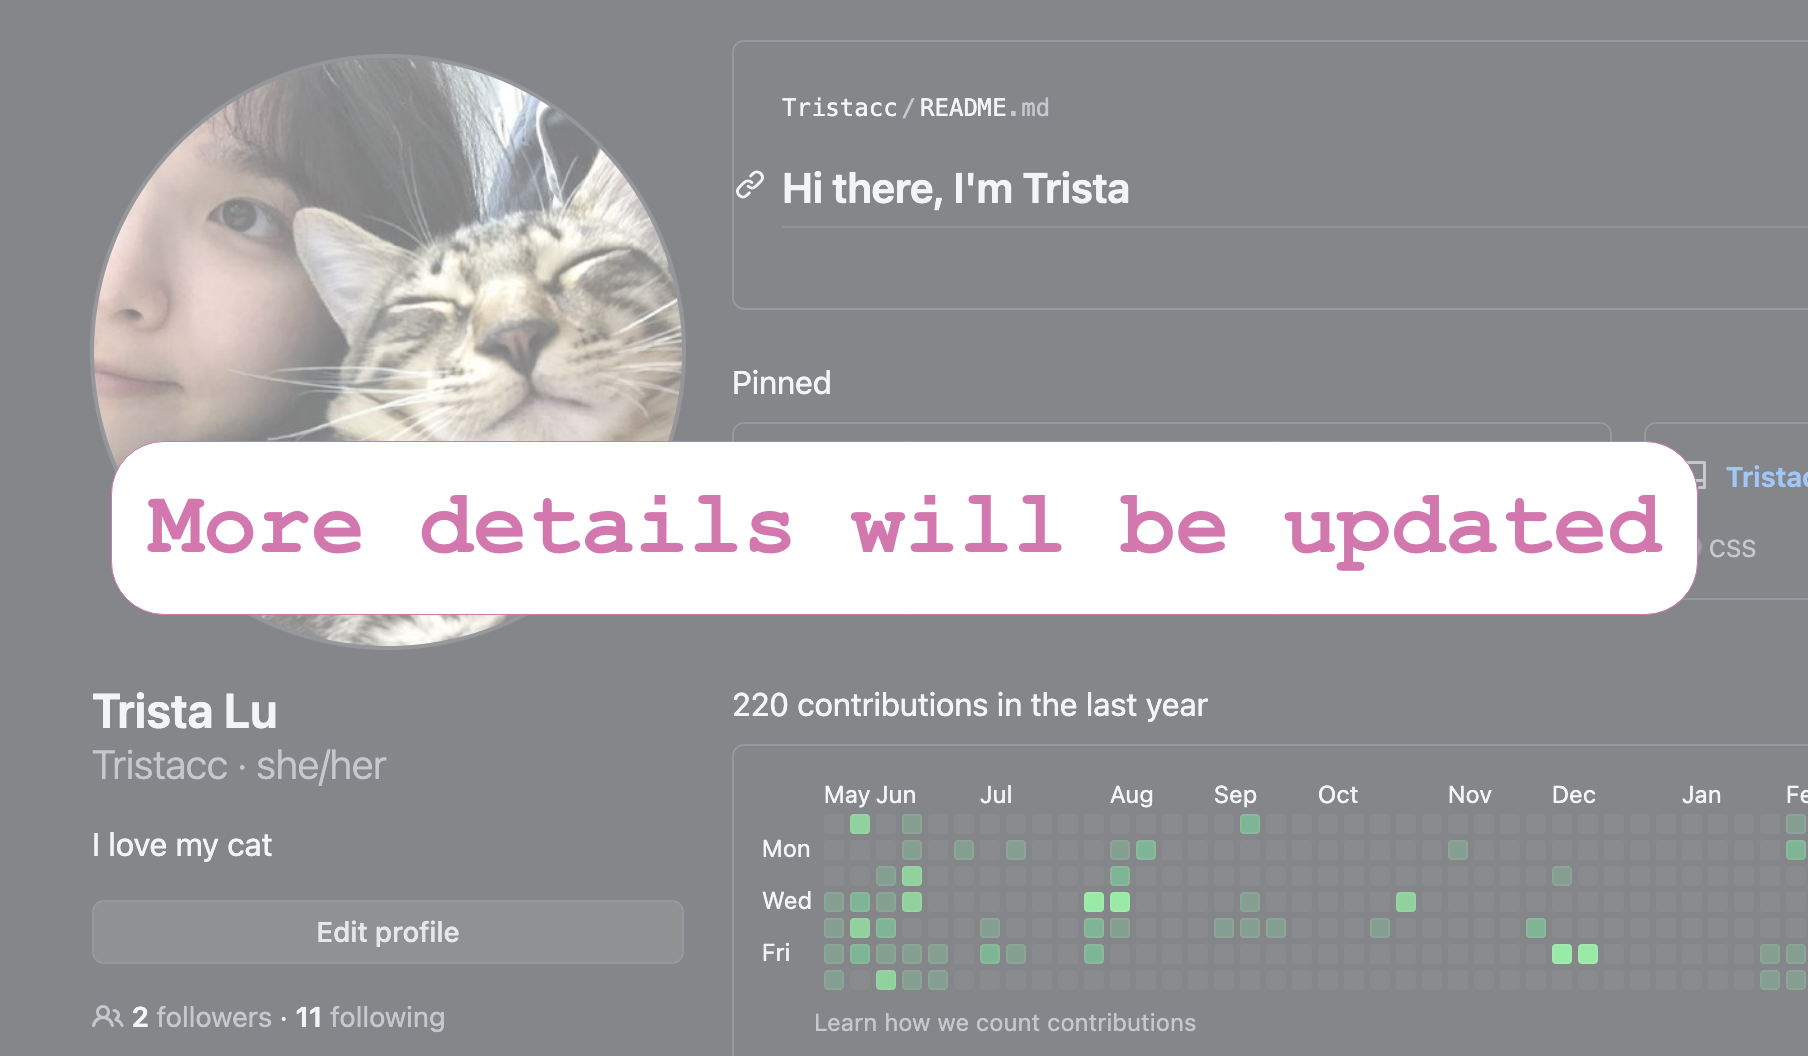 Tristacc/README.md
Hi there, I'm Trista
Pinned
More details will be updated
CSS
Trista Lu
Tristacc · she/her
I love my cat
Edit profile
2 followers · 11 following
220 contributions in the last year
May Jun Jul Aug Sep Oct Nov Dec Jan
Mon
Wed
Fri
Learn how we count contributions